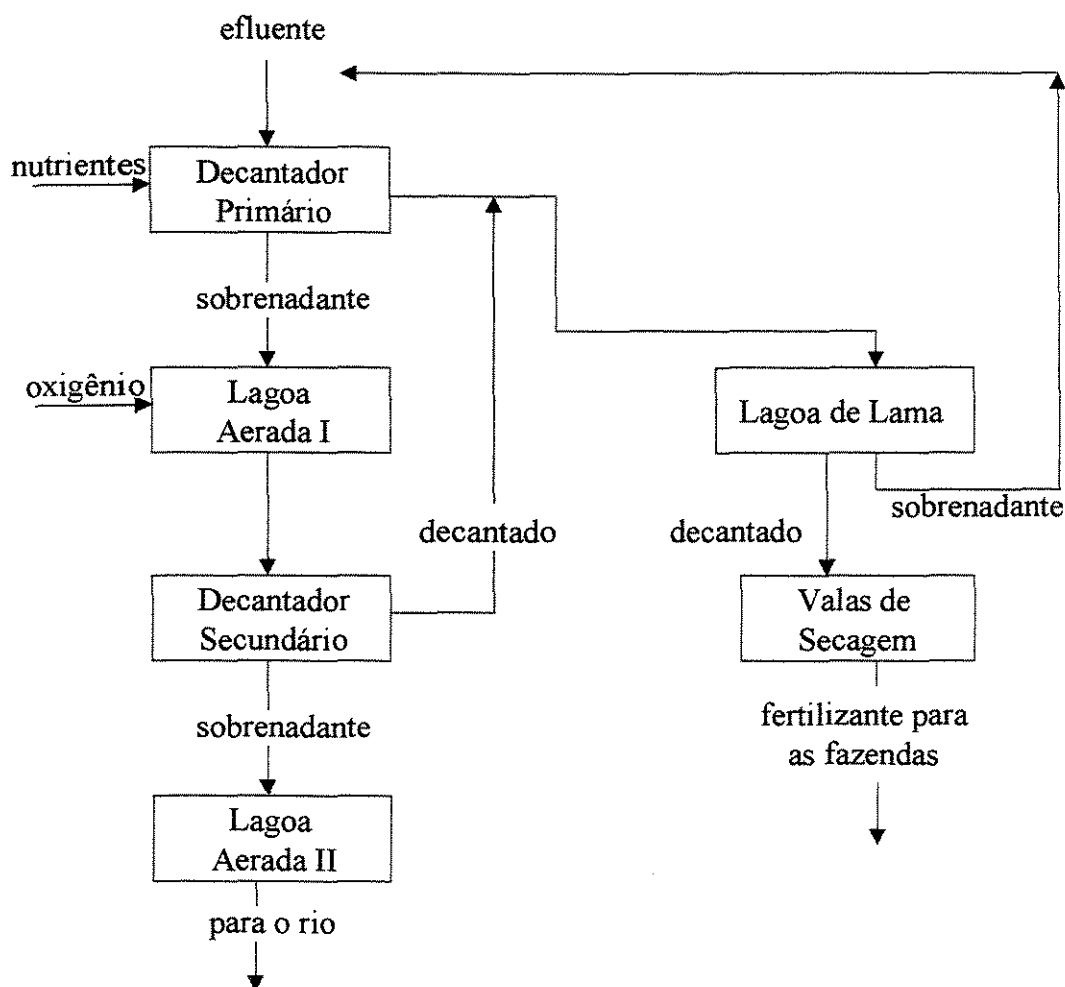 efluente
nutrientes
Decantador
Primário
sobrenadante
oxigênio
Lagoa
Aerada I
Lagoa de Lama
sobrenadante
decantado
decantado
Decantador
Secundário
Valas de
Secagem
sobrenadante
fertilizante para
as fazendas
Lagoa
Aerada II
para o rio